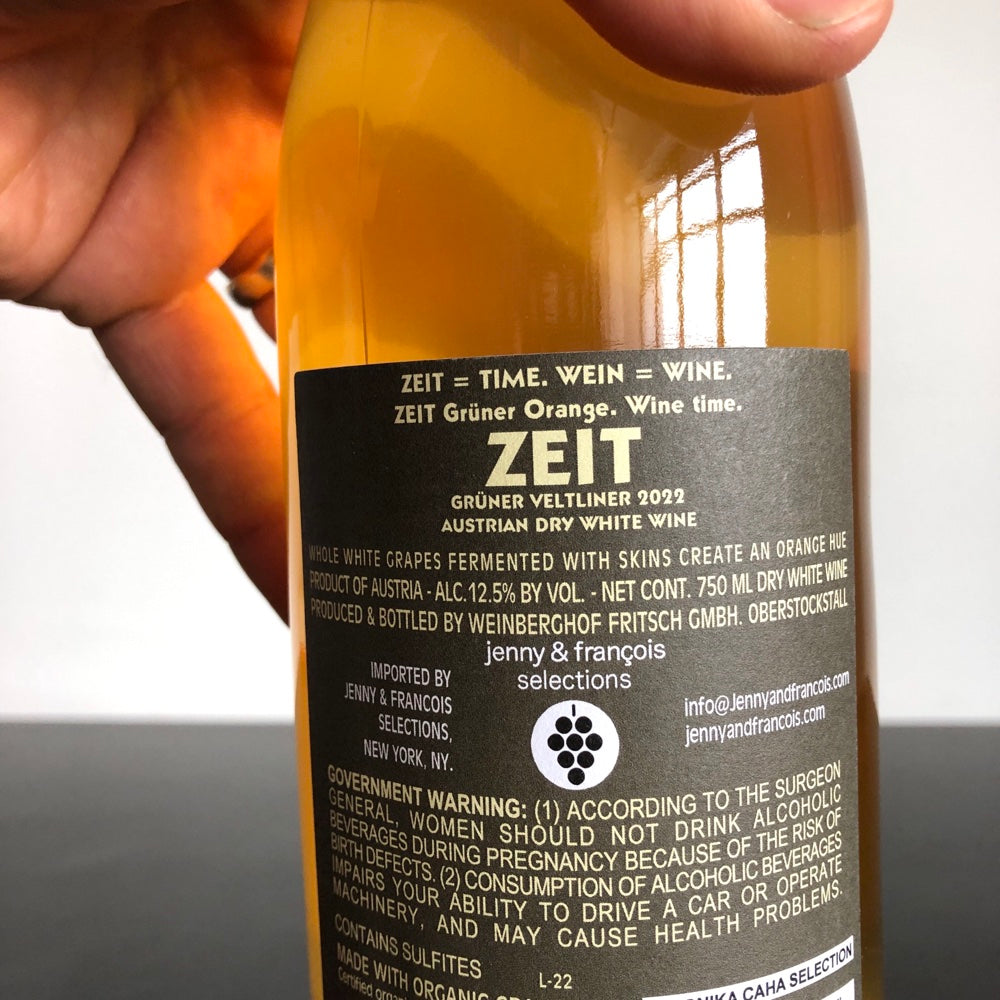 ZEIT = TIME. WEIN = WINE.
ZEIT Grüner Orange. Wine time.
ZEIT
GRÜNER VELTLINER 2022
AUSTRIAN DRY WHITE WINE
WHOLE WHITE GRAPES FERMENTED WITH SKINS CREATE AN ORANGE HUE
PRODUCT OF AUSTRIA - ALC.12.5% BY VOL. - NET CONT. 750 ML DRY WHITE WINE
PRODUCED & BOTTLED BY WEINBERGHOF FRITSCH GMBH. OBERSTOCKSTALL
jenny & françois
selections
IMPORTED BY
JENNY & FRANCOIS
SELECTIONS,
NEW YORK, NY.
info@Jennyandfrancois.com
jennyandfrancois.com
GOVERNMENT WARNING: (1) ACCORDING TO THE SURGEON
GENERAL, WOMEN SHOULD NOT DRINK ALCOHOLIC
BEVERAGES DURING PREGNANCY BECAUSE OF THE RISK OF
BIRTH DEFECTS. (2) CONSUMPTION OF ALCOHOLIC BEVERAGES
IMPAIRS YOUR ABILITY TO DRIVE A CAR OR OPERATE
MACHINERY, AND MAY CAUSE HEALTH PROBLEMS.
CONTAINS SULFITES
L-22
MADE WITH ORGANIC
Certified
CAHA SELECTION